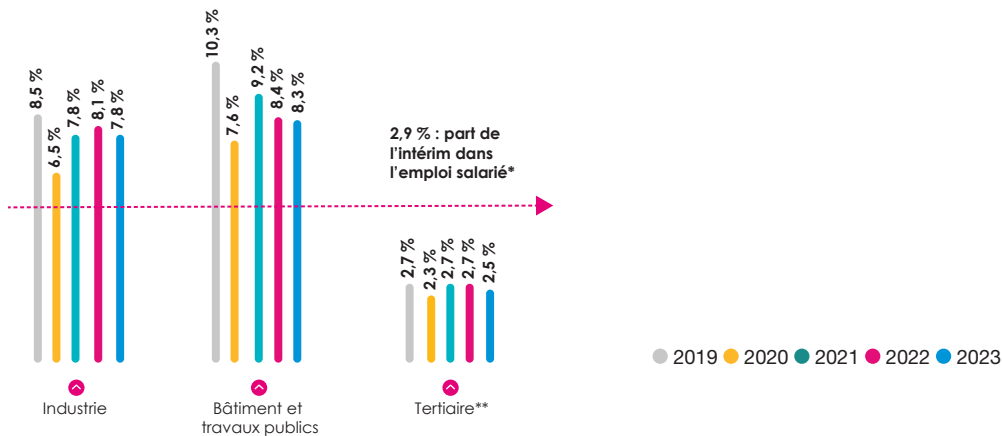 8,5 %
6,5 %
7,8 %
8,1 %
7,8 %
10,3 %
7,6 %
9,2 %
8,4 %
8,3 %
2,9 % : part de
l’intérim dans
l’emploi salarié*
2,7 %
2,3 %
2,7 %
2,7 %
2,5 %
2019 2020 2021 2022 2023
Industrie
Bâtiment et
travaux publics
Tertiaire**